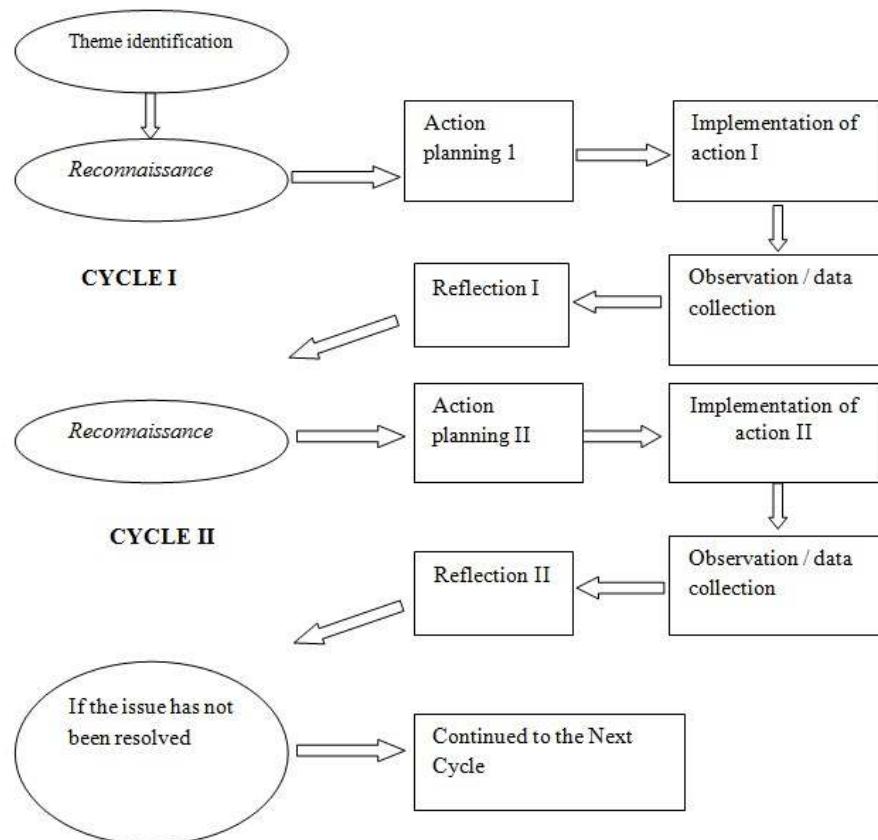 Theme identification
Reconnaissance
Action
planning 1
Implementation of
action I
CYCLE I
Reflection I
Observation / data
collection
Reconnaissance
Action
planning II
Implementation of
action II
CYCLE II
Reflection II
Observation / data
collection
If the issue has not
been resolved
Continued to the Next
Cycle